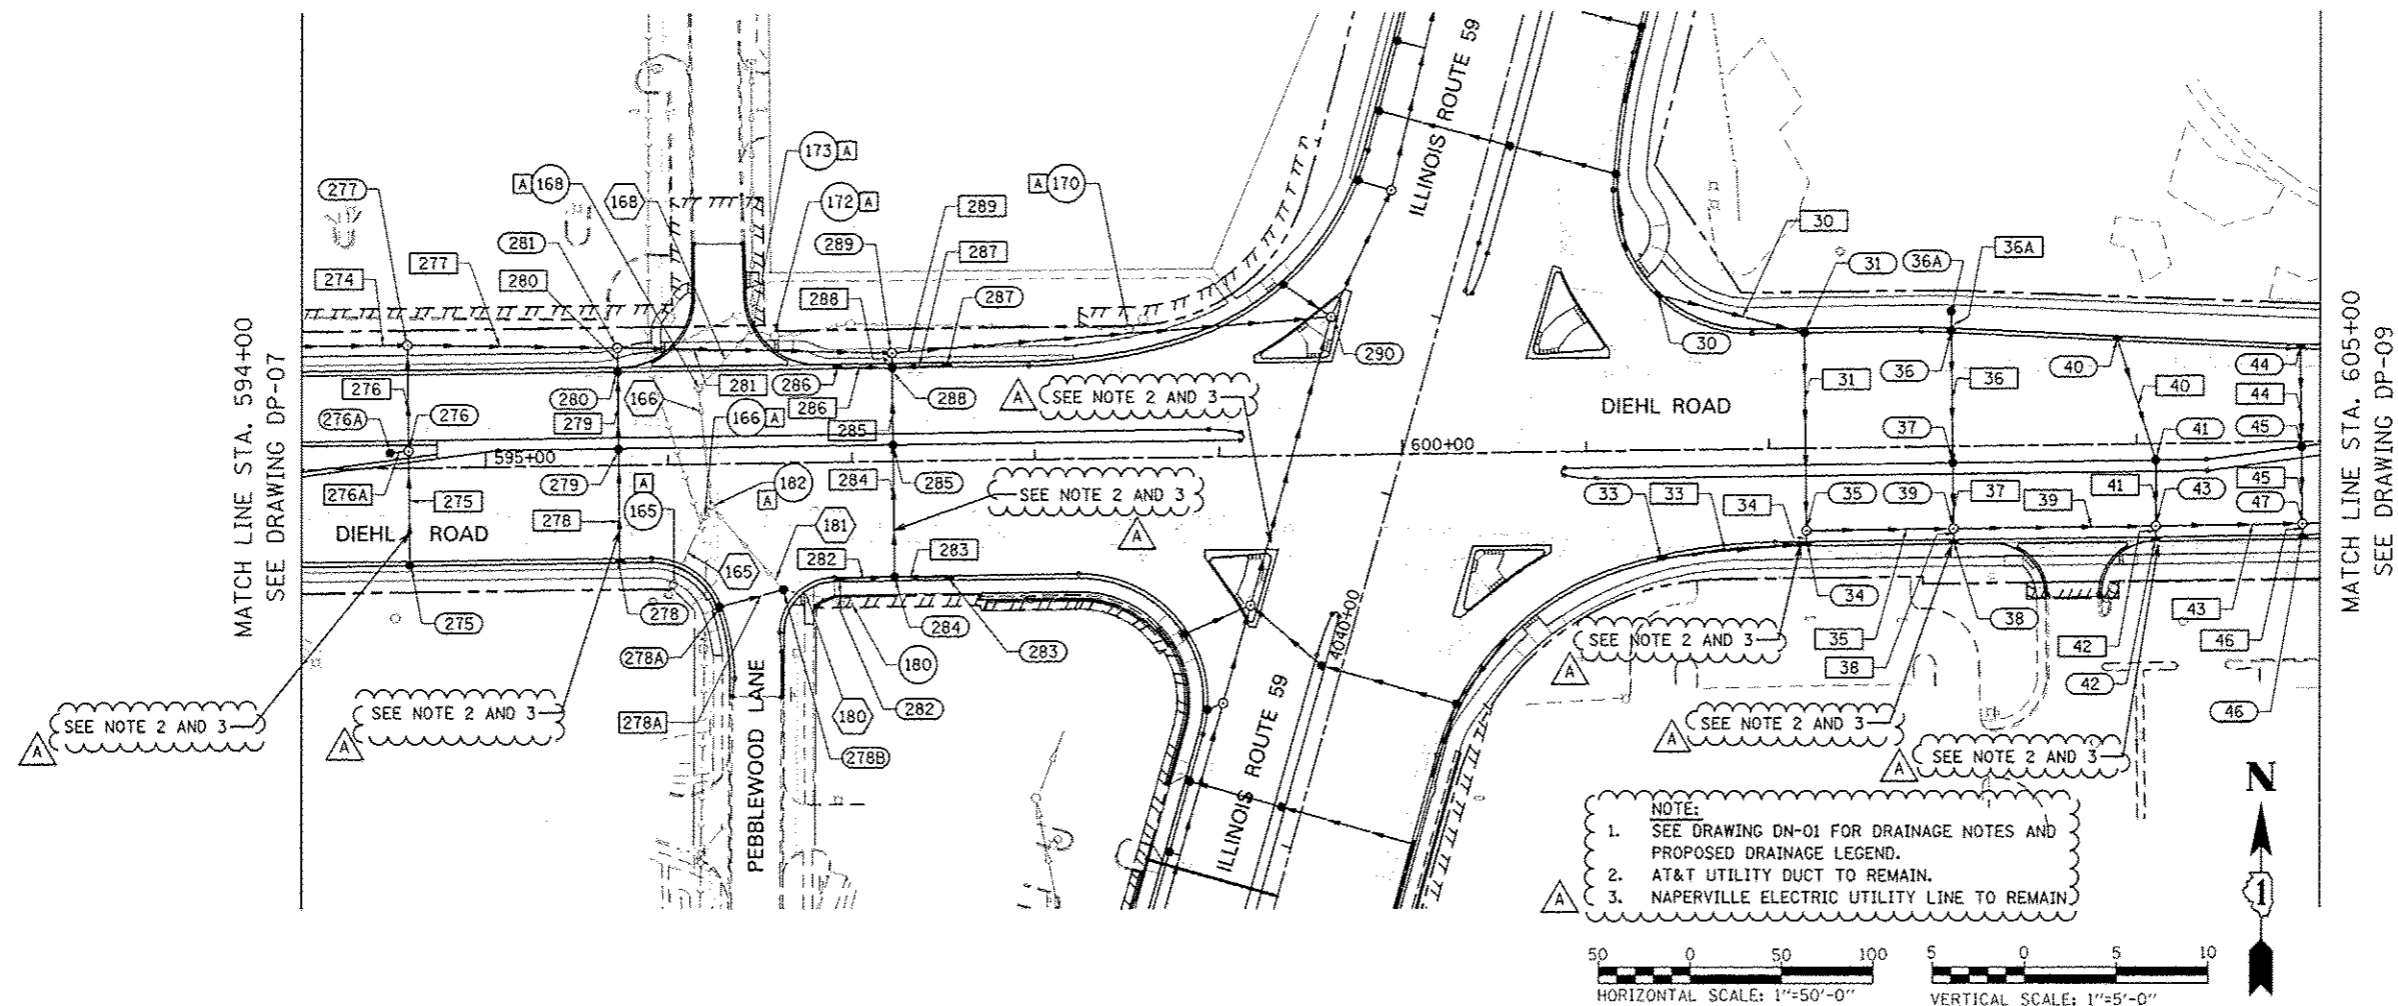 MATCH LINE STA. 594+00
SEE DRAWING DP-07
277
274
277
281
280
A 168
168
173 A
172 A
289
289
288
287
287
A 170
276
276A
276
276A
275
DIEHL ROAD
275
595+00
280
279
279
278
278
281
166
166 A
286
286
285
288
284
285
A
165
182
A
181
165
282
283
278A
278A
PEBBLEWOOD LANE
180
180
282
284
283
278B
A SEE NOTE 2 AND 3
SEE NOTE 2 AND 3
A
SEE NOTE 2 AND 3
A
SEE NOTE 2 AND 3
A
ILLINOIS ROUTE 59
290
ILLINOIS ROUTE 59
4040+00
600+00
DIEHL ROAD
30
30
31
31
36A
36A
36
36
37
40
40
44
44
41
45
33
33
34
35
39
37
39
41
43
45
47
34
35
38
38
42
42
43
46
46
SEE NOTE 2 AND 3
A
SEE NOTE 2 AND 3
A
SEE NOTE 2 AND 3
A
MATCH LINE STA. 605+00
SEE DRAWING DP-09
N
1
NOTE:
1. SEE DRAWING DN-01 FOR DRAINAGE NOTES AND
PROPOSED DRAINAGE LEGEND.
2. AT&T UTILITY DUCT TO REMAIN.
A 3. NAPERVILLE ELECTRIC UTILITY LINE TO REMAIN
50 0 50 100
HORIZONTAL SCALE: 1"=50'-0"
5 0 5 10
VERTICAL SCALE: 1"=5'-0"